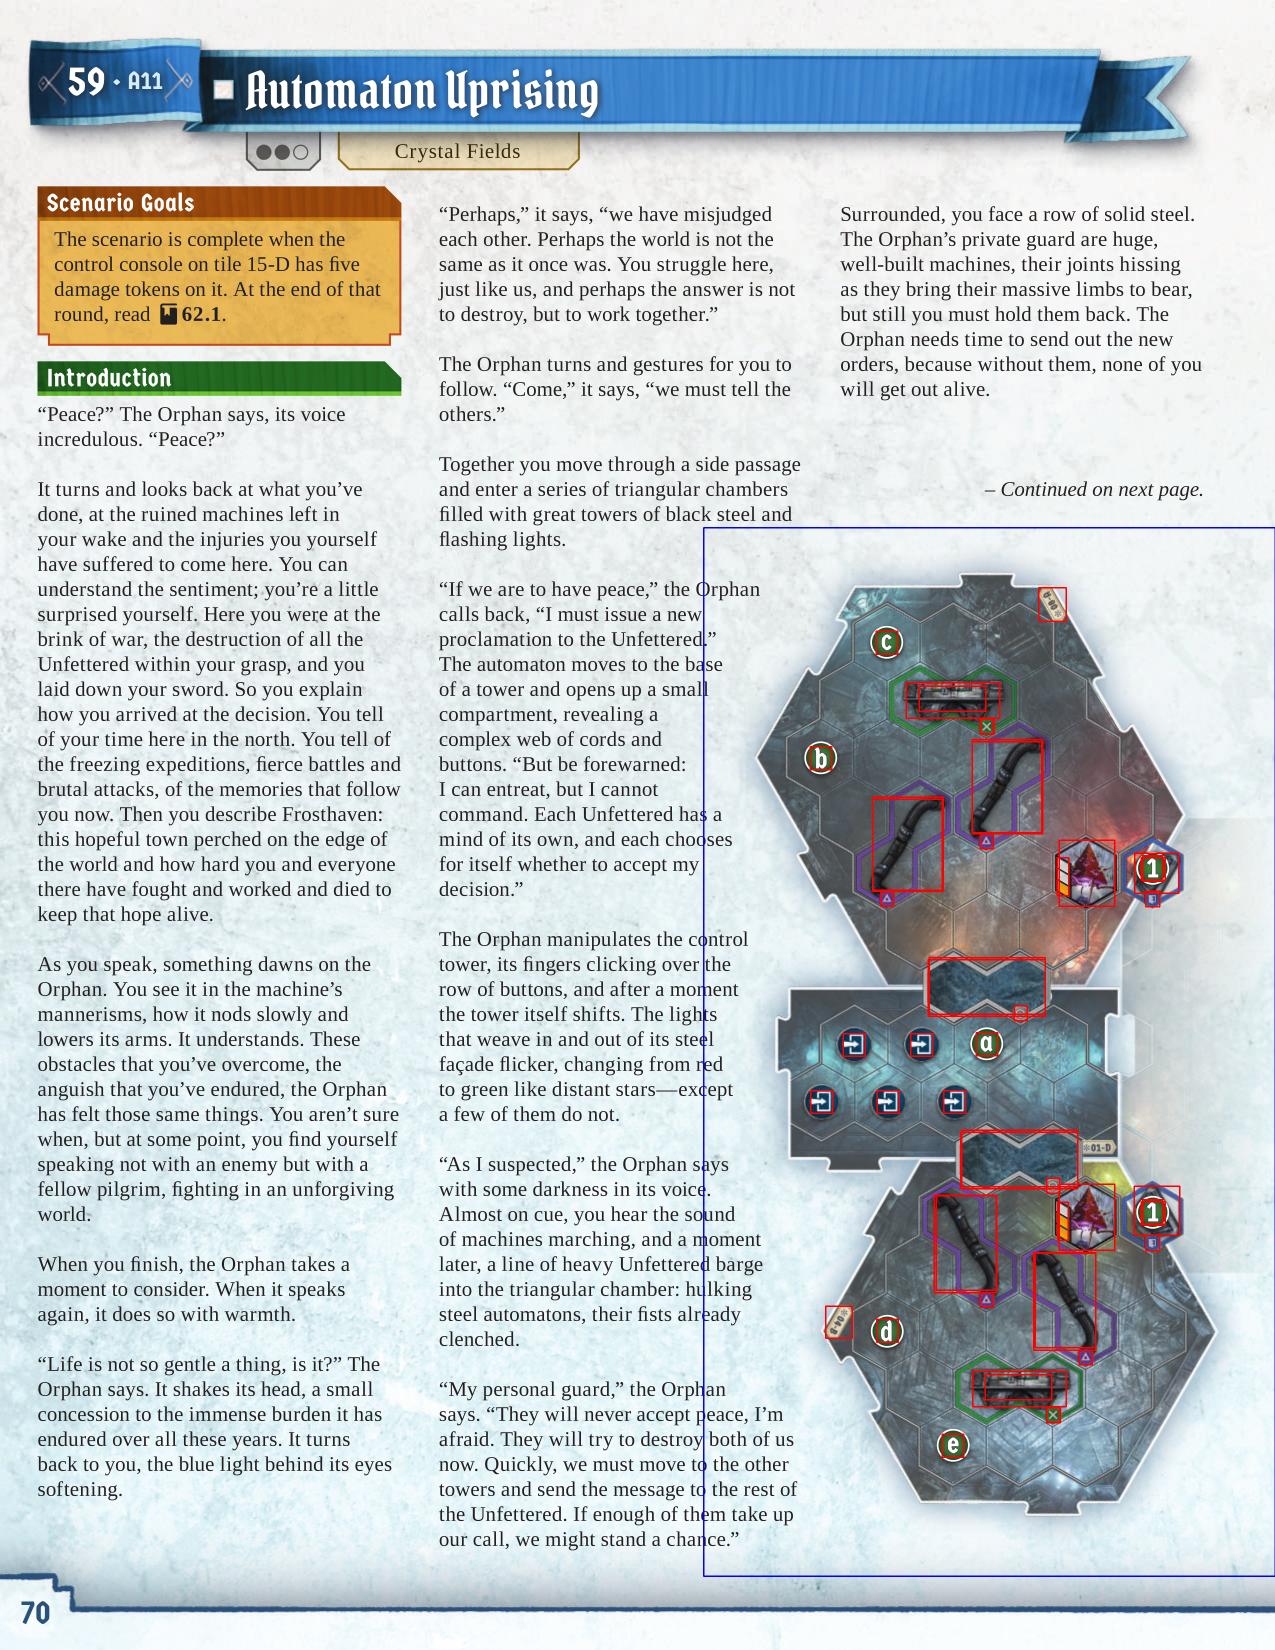 59 · A11
Automaton Uprising
Crystal Fields
Scenario Goals
The scenario is complete when the
control console on tile 15-D has five
damage tokens on it. At the end of that
round, read 62.1.
Introduction
“Peace?” The Orphan says, its voice
incredulous. “Peace?”
It turns and looks back at what you’ve
done, at the ruined machines left in
your wake and the injuries you yourself
have suffered to come here. You can
understand the sentiment; you’re a little
surprised yourself. Here you were at the
brink of war, the destruction of all the
Unfettered within your grasp, and you
laid down your sword. So you explain
how you arrived at the decision. You tell
of your time here in the north. You tell of
the freezing expeditions, fierce battles and
brutal attacks, of the memories that follow
you now. Then you describe Frosthaven:
this hopeful town perched on the edge of
the world and how hard you and everyone
there have fought and worked and died to
keep that hope alive.
As you speak, something dawns on the
Orphan. You see it in the machine’s
mannerisms, how it nods slowly and
lowers its arms. It understands. These
obstacles that you’ve overcome, the
anguish that you’ve endured, the Orphan
has felt those same things. You aren’t sure
when, but at some point, you find yourself
speaking not with an enemy but with a
fellow pilgrim, fighting in an unforgiving
world.
When you finish, the Orphan takes a
moment to consider. When it speaks
again, it does so with warmth.
“Life is not so gentle a thing, is it?” The
Orphan says. It shakes its head, a small
concession to the immense burden it has
endured over all these years. It turns
back to you, the blue light behind its eyes
softening.
“Perhaps,” it says, “we have misjudged
each other. Perhaps the world is not the
same as it once was. You struggle here,
just like us, and perhaps the answer is not
to destroy, but to work together.”
The Orphan turns and gestures for you to
follow. “Come,” it says, “we must tell the
others.”
Together you move through a side passage
and enter a series of triangular chambers
filled with great towers of black steel and
flashing lights.
“If we are to have peace,” the Orphan
calls back, “I must issue a new
proclamation to the Unfettered.”
The automaton moves to the base
of a tower and opens up a small
compartment, revealing a
complex web of cords and
buttons. “But be forewarned:
I can entreat, but I cannot
command. Each Unfettered has a
mind of its own, and each chooses
for itself whether to accept my
decision.”
The Orphan manipulates the control
tower, its fingers clicking over the
row of buttons, and after a moment
the tower itself shifts. The lights
that weave in and out of its steel
façade flicker, changing from red
to green like distant stars—except
a few of them do not.
“As I suspected,” the Orphan says
with some darkness in its voice.
Almost on cue, you hear the sound
of machines marching, and a moment
later, a line of heavy Unfettered barge
into the triangular chamber: hulking
steel automatons, their fists already
clenched.
“My personal guard,” the Orphan
says. “They will never accept peace, I’m
afraid. They will try to destroy both of us
now. Quickly, we must move to the other
towers and send the message to the rest of
the Unfettered. If enough of them take up
our call, we might stand a chance.”
Surrounded, you face a row of solid steel.
The Orphan’s private guard are huge,
well-built machines, their joints hissing
as they bring their massive limbs to bear,
but still you must hold them back. The
Orphan needs time to send out the new
orders, because without them, none of you
will get out alive.
– Continued on next page.
c
b
1
a
01-D
1
d
e
70